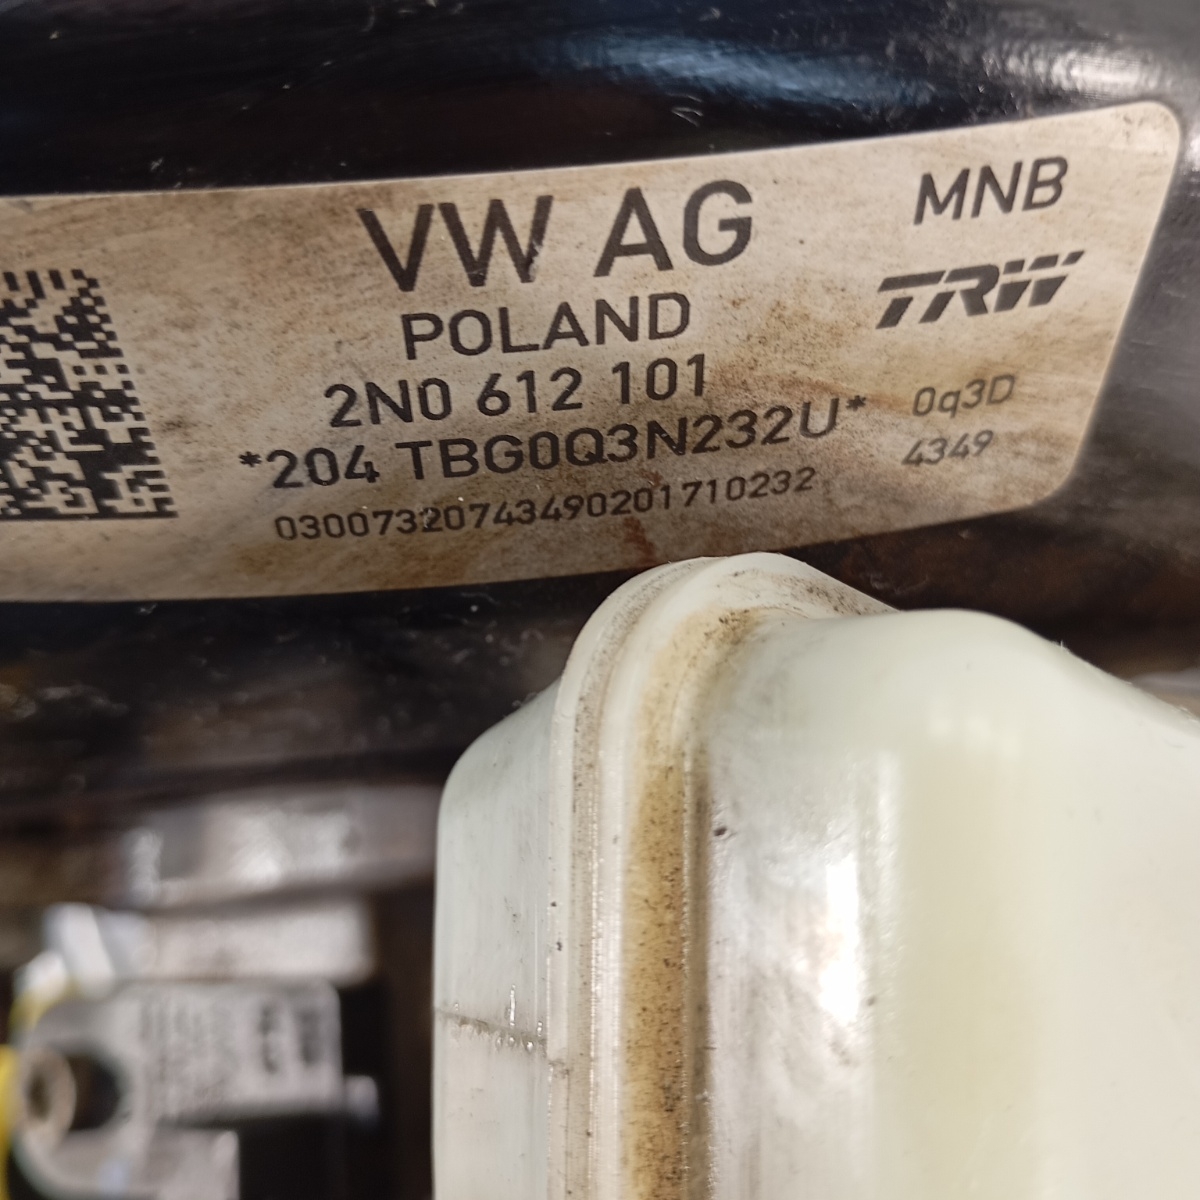 VW AG
MNB
TRW
POLAND
2N0 612 101
*204 TBG0Q3N232U*
0q3D
4349
03007320743490201710232